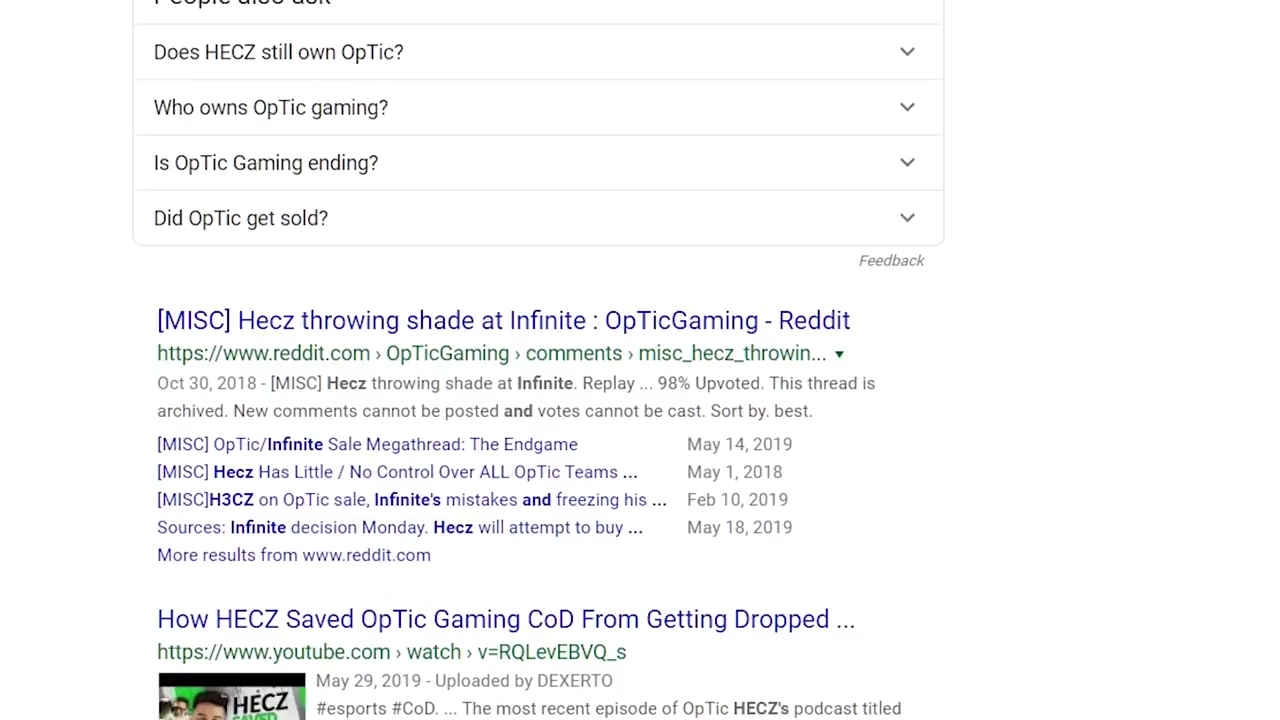 People also ask
Does HECZ still own OpTic?
Who owns OpTic gaming?
Is OpTic Gaming ending?
Did OpTic get sold?
Feedback
[MISC] Hecz throwing shade at Infinite : OpTicGaming - Reddit
https://www.reddit.com › OpTicGaming › comments › misc_hecz_throwin... ▼
Oct 30, 2018 - [MISC] Hecz throwing shade at Infinite. Replay ... 98% Upvoted. This thread is
archived. New comments cannot be posted and votes cannot be cast. Sort by. best.
[MISC] OpTic/Infinite Sale Megathread: The Endgame May 14, 2019
[MISC] Hecz Has Little / No Control Over ALL OpTic Teams ... May 1, 2018
[MISC]H3CZ on OpTic sale, Infinite's mistakes and freezing his ... Feb 10, 2019
Sources: Infinite decision Monday. Hecz will attempt to buy ... May 18, 2019
More results from www.reddit.com
How HECZ Saved OpTic Gaming CoD From Getting Dropped ...
https://www.youtube.com › watch › v=RQLevEBVQ_s
May 29, 2019 - Uploaded by DEXERTO
HECZ
SAVED
#esports #CoD. ... The most recent episode of OpTic HECZ's podcast titled